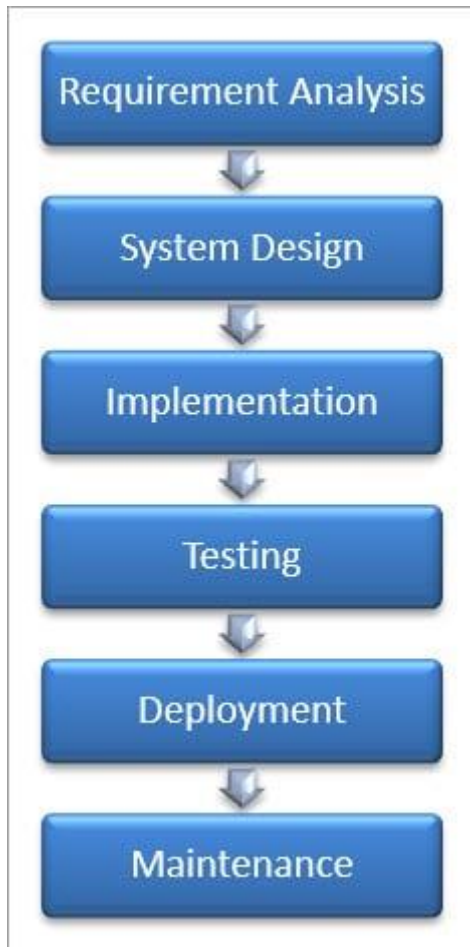 Requirement Analysis
System Design
Implementation
Testing
Deployment
Maintenance